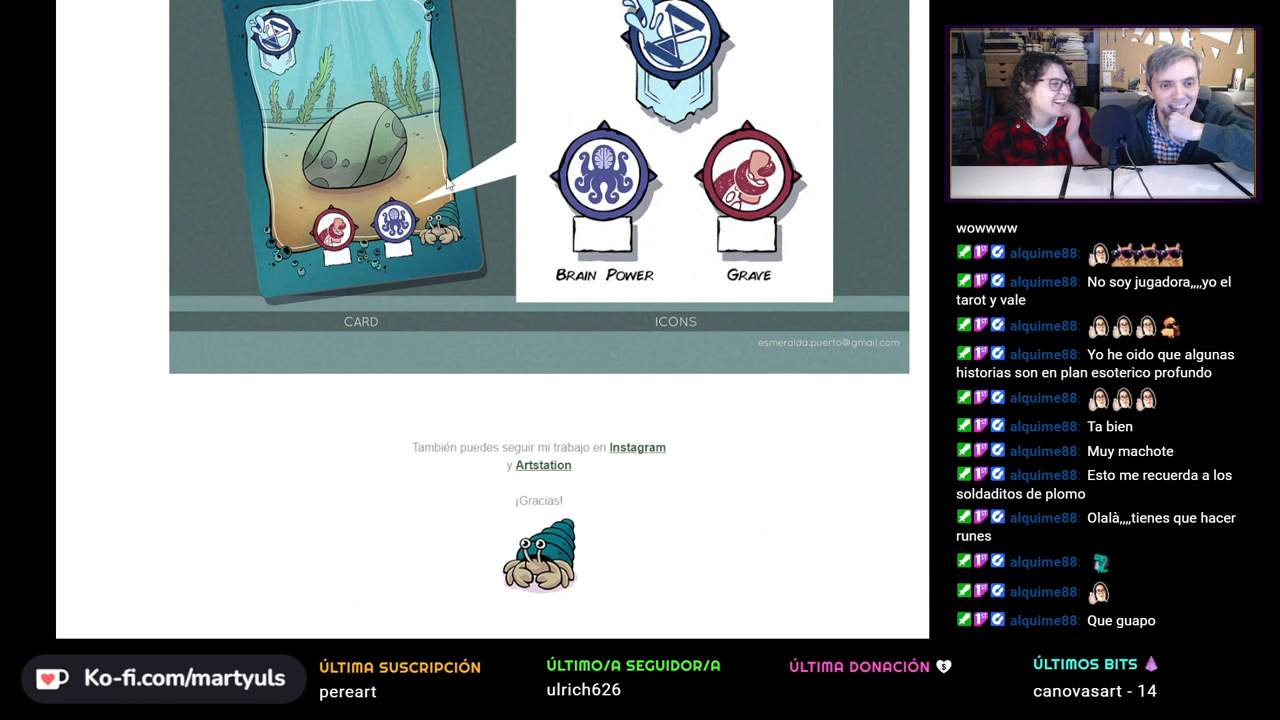 BRAIN POWER
GRAVE
CARD
ICONS
esmeralda.puerto@gmail.com
También puedes seguir mi trabajo en Instagram
y Artstation
¡Gracias!
wowwww
alquime88:
alquime88: No soy jugadora,,,,yo el
tarot y vale
alquime88:
alquime88: Yo he oido que algunas
historias son en plan esoterico profundo
alquime88:
alquime88: Ta bien
alquime88: Muy machote
alquime88: Esto me recuerda a los
soldaditos de plomo
alquime88: Olalà,,,,tienes que hacer
runes
alquime88:
alquime88:
alquime88: Que guapo
Ko-fi.com/martyuls
ÚLTIMA SUSCRIPCIÓN
pereart
ÚLTIMO/A SEGUIDOR/A
ulrich626
ÚLTIMA DONACIÓN
ÚLTIMOS BITS
canovasart - 14